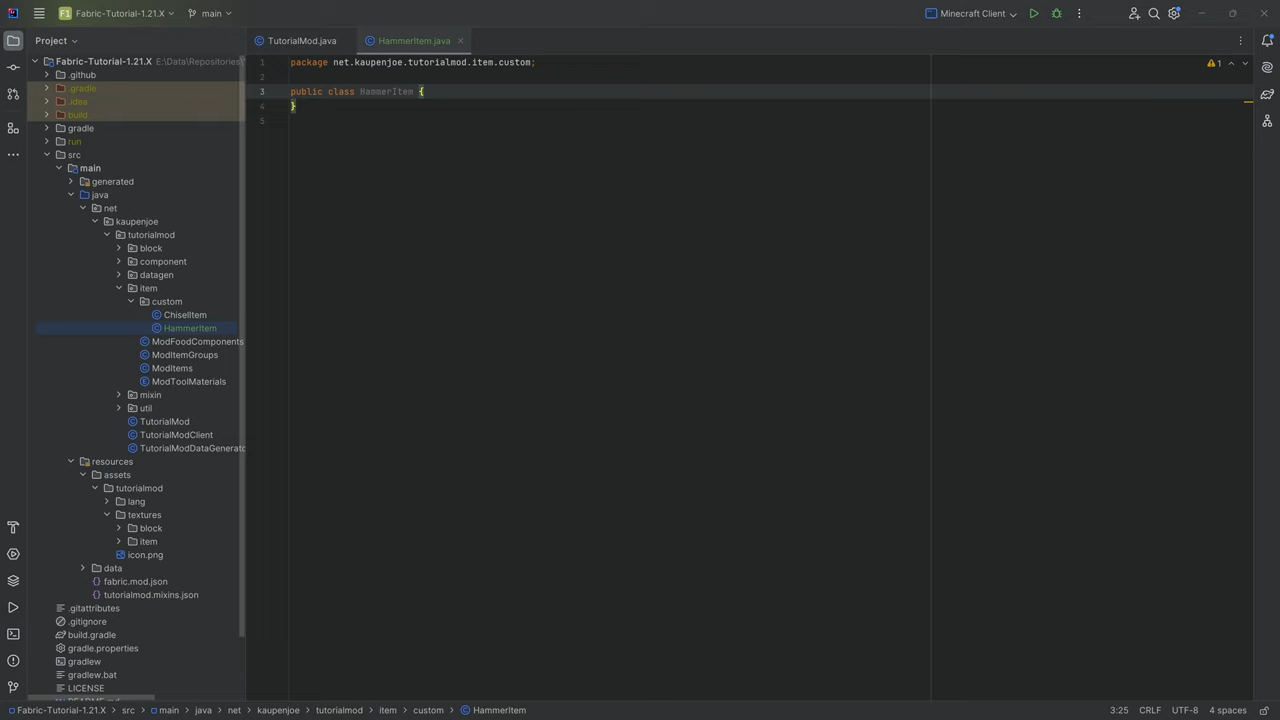 F1 Fabric-Tutorial-1.21.X main Minecraft Client
Project
TutorialMod.java HammerItem.java
Fabric-Tutorial-1.21.X E:\Data\Repositories\
.github
.gradle
.idea
build
gradle
run
src
main
generated
java
net
kaupenjoe
tutorialmod
block
component
datagen
item
custom
ChiselItem
HammerItem
ModFoodComponents
ModItemGroups
ModItems
ModToolMaterials
mixin
util
TutorialMod
TutorialModClient
TutorialModDataGenerato
resources
assets
tutorialmod
lang
textures
block
item
icon.png
data
fabric.mod.json
tutorialmod.mixins.json
.gitattributes
.gitignore
build.gradle
gradle.properties
gradlew
gradlew.bat
LICENSE
1 package net.kaupenjoe.tutorialmod.item.custom;
2
3 public class HammerItem {
4 }
5
1
Fabric-Tutorial-1.21.X > src > main > java > net > kaupenjoe > tutorialmod > item > custom > HammerItem 3:25 CRLF UTF-8 4 spaces